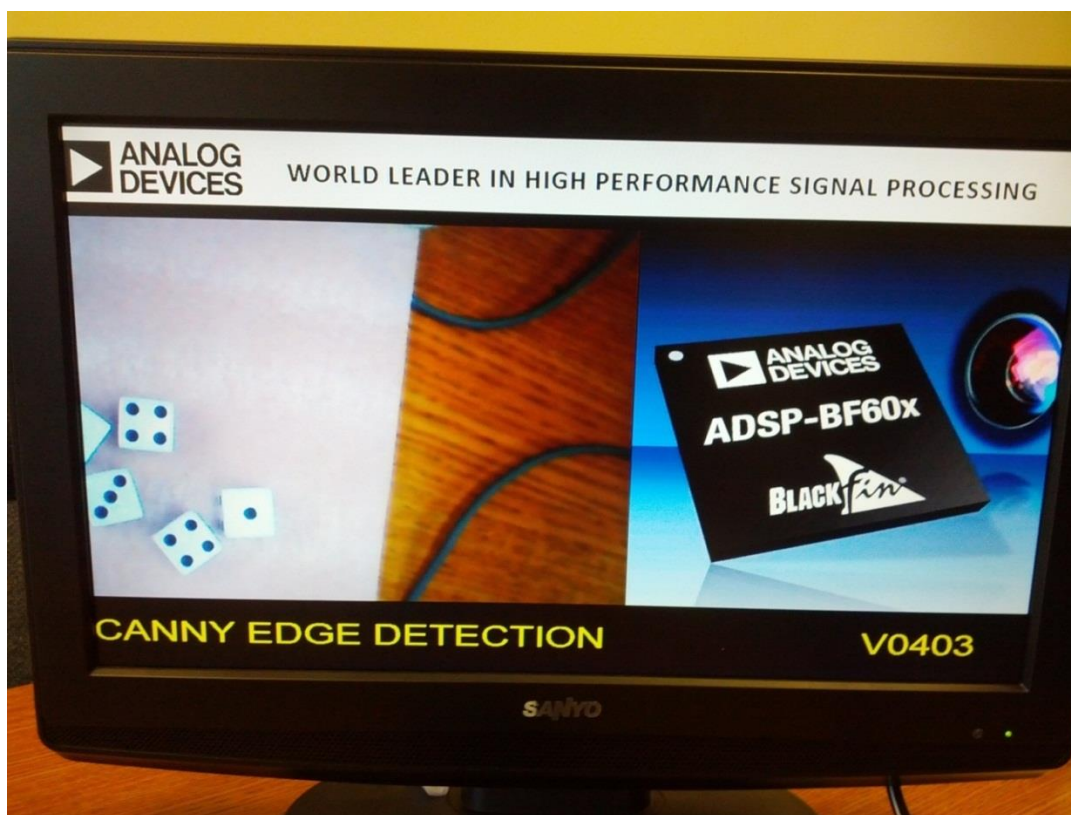 ANALOG
DEVICES
WORLD LEADER IN HIGH PERFORMANCE SIGNAL PROCESSING
ANALOG
DEVICES
ADSP-BF60x
BLACKfin®
CANNY EDGE DETECTION
V0403
SANYO